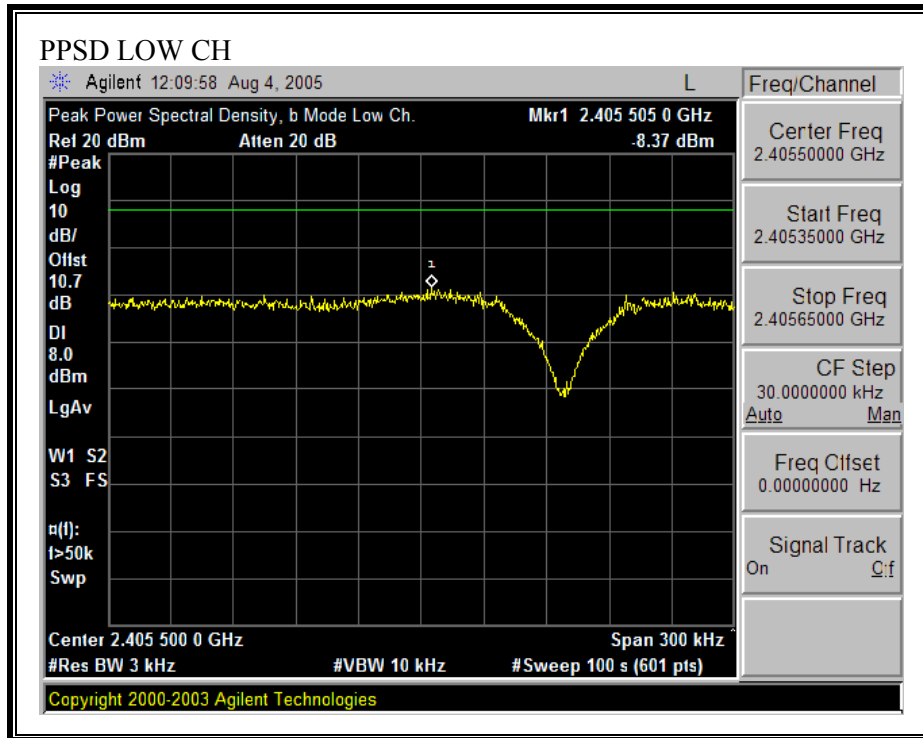 PPSD LOW CH
Agilent 12:09:58 Aug 4, 2005 L
Peak Power Spectral Density, b Mode Low Ch. Mkr1 2.405 505 0 GHz
Ref 20 dBm Atten 20 dB -8.37 dBm
#Peak
Log
10
dB/
Offst
10.7
dB
DI
8.0
dBm
LgAv
W1 S2
S3 FS
¤(f):
f>50k
Swp
1
Center 2.405 500 0 GHz Span 300 kHz
#Res BW 3 kHz #VBW 10 kHz #Sweep 100 s (601 pts)
Copyright 2000-2003 Agilent Technologies
Freq/Channel
Center Freq
2.40550000 GHz
Start Freq
2.40535000 GHz
Stop Freq
2.40565000 GHz
CF Step
30.0000000 kHz
Auto Man
Freq Offset
0.00000000 Hz
Signal Track
On Off